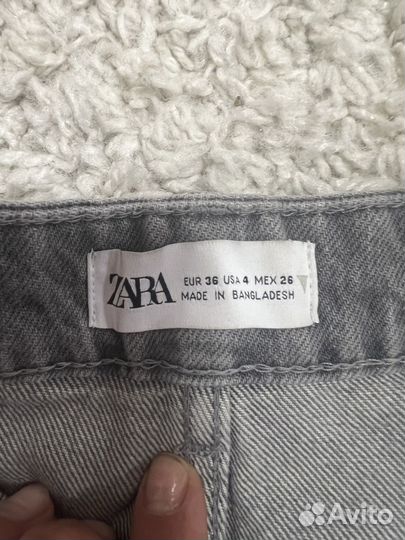 ZARA
EUR 36 USA 4 MEX 26
MADE IN BANGLADESH
Avito